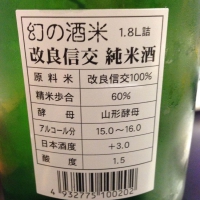 幻の酒米 1.8L詰
改良信交 純米酒
原料米 改良信交100%
精米歩合 60%
酵母 山形酵母
アルコール分 15.0～16.0
日本酒度 +3.0
酸度 1.5
4 932775 100202